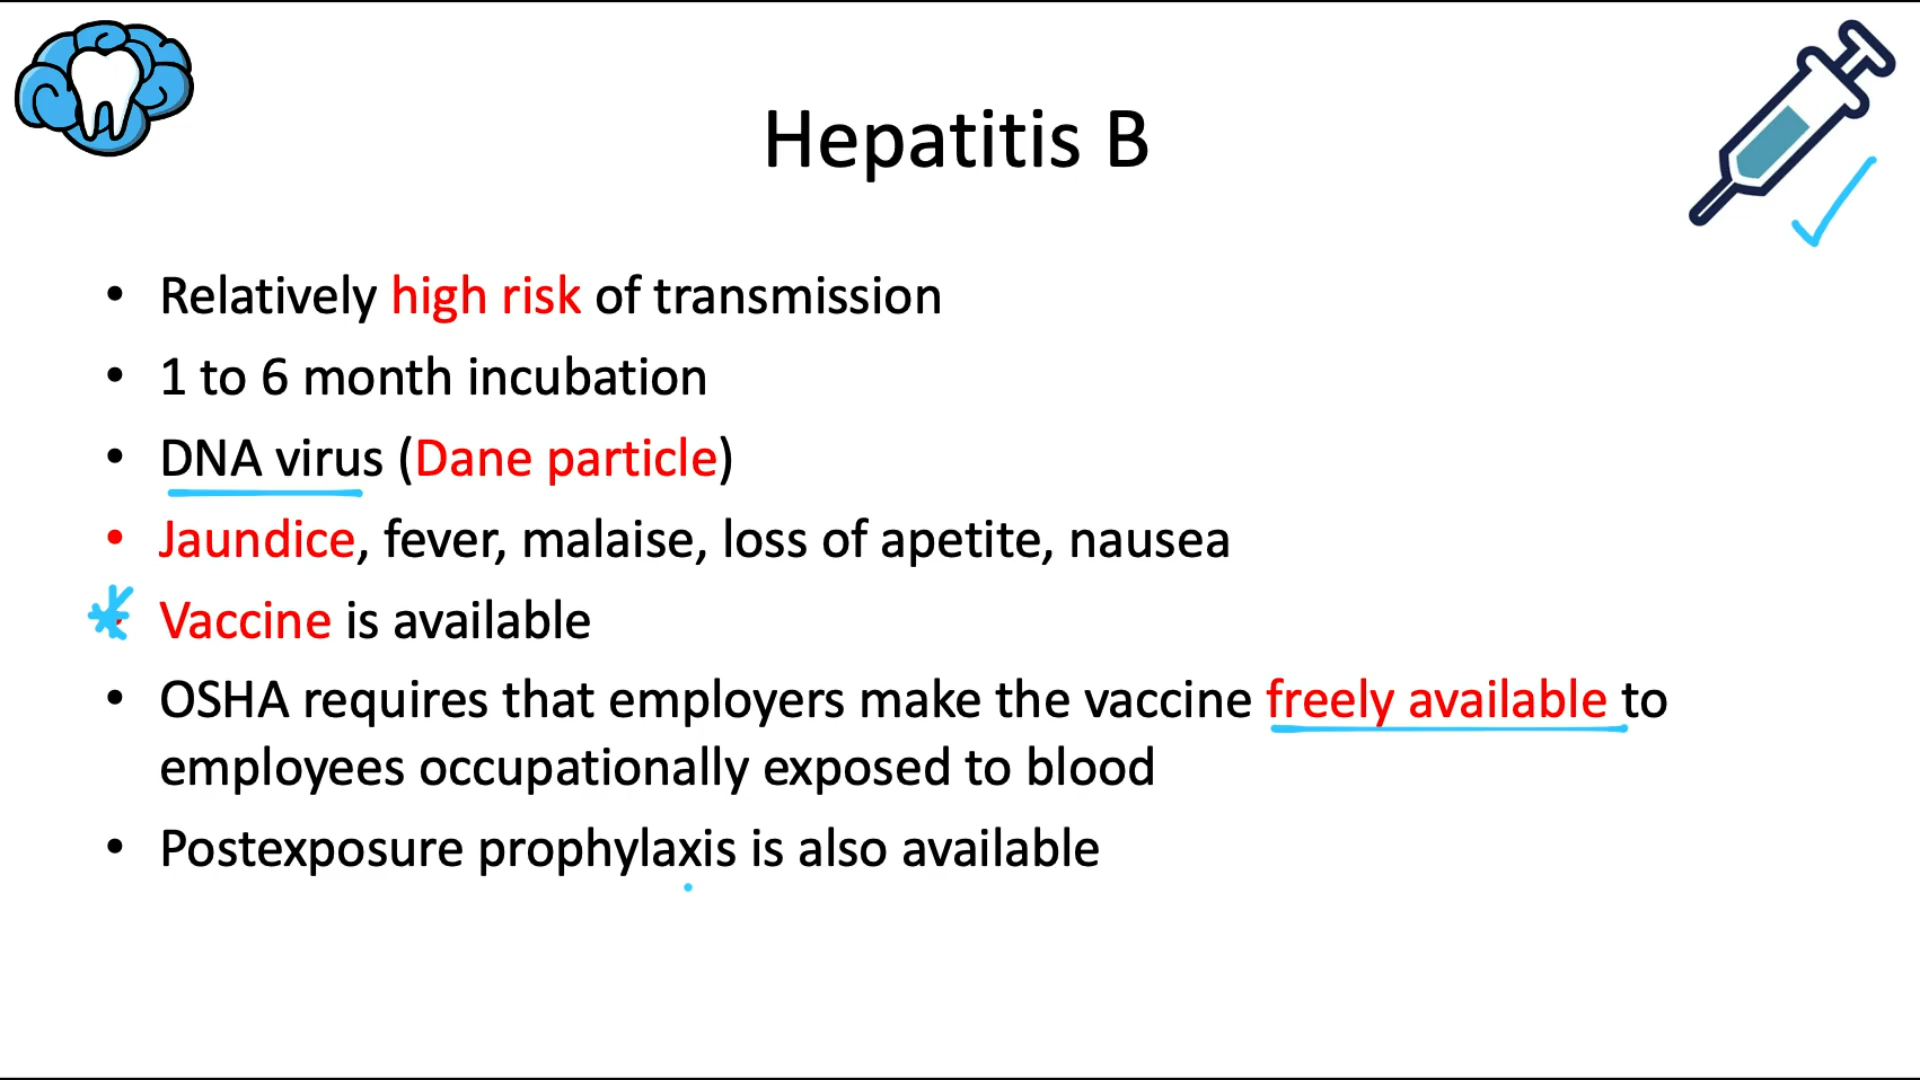 Hepatitis B
• Relatively high risk of transmission
• 1 to 6 month incubation
• DNA virus (Dane particle)
• Jaundice, fever, malaise, loss of apetite, nausea
• Vaccine is available
• OSHA requires that employers make the vaccine freely available to
employees occupationally exposed to blood
• Postexposure prophylaxis is also available